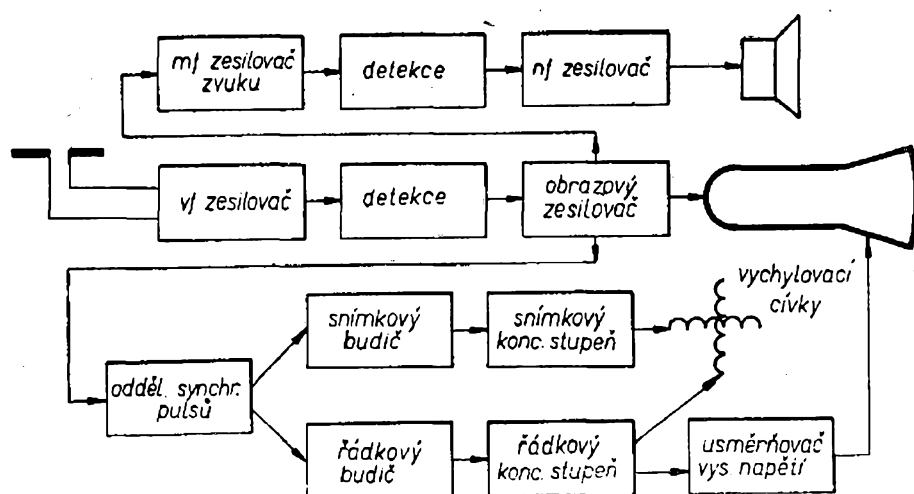 mf zesilovač
zvuku
detekce
nf zesilovač
vf zesilovač
detekce
obrazový
zesilovač
vychylovací
cívky
snímkový
budič
snímkový
konc. stupeň
odděl. synchr.
pulsů
řádkový
budič
řádkový
konc. stupeň
usměrňovač
vys. napětí